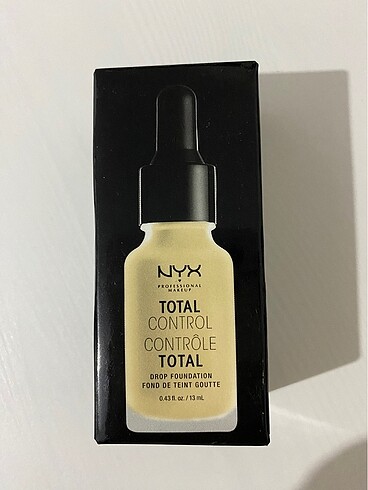 NYX
PROFESSIONAL
MAKEUP
TOTAL
CONTROL
CONTRÔLE
TOTAL
DROP FOUNDATION
FOND DE TEINT GOUTTE
0.43 fl. oz. / 13 mL